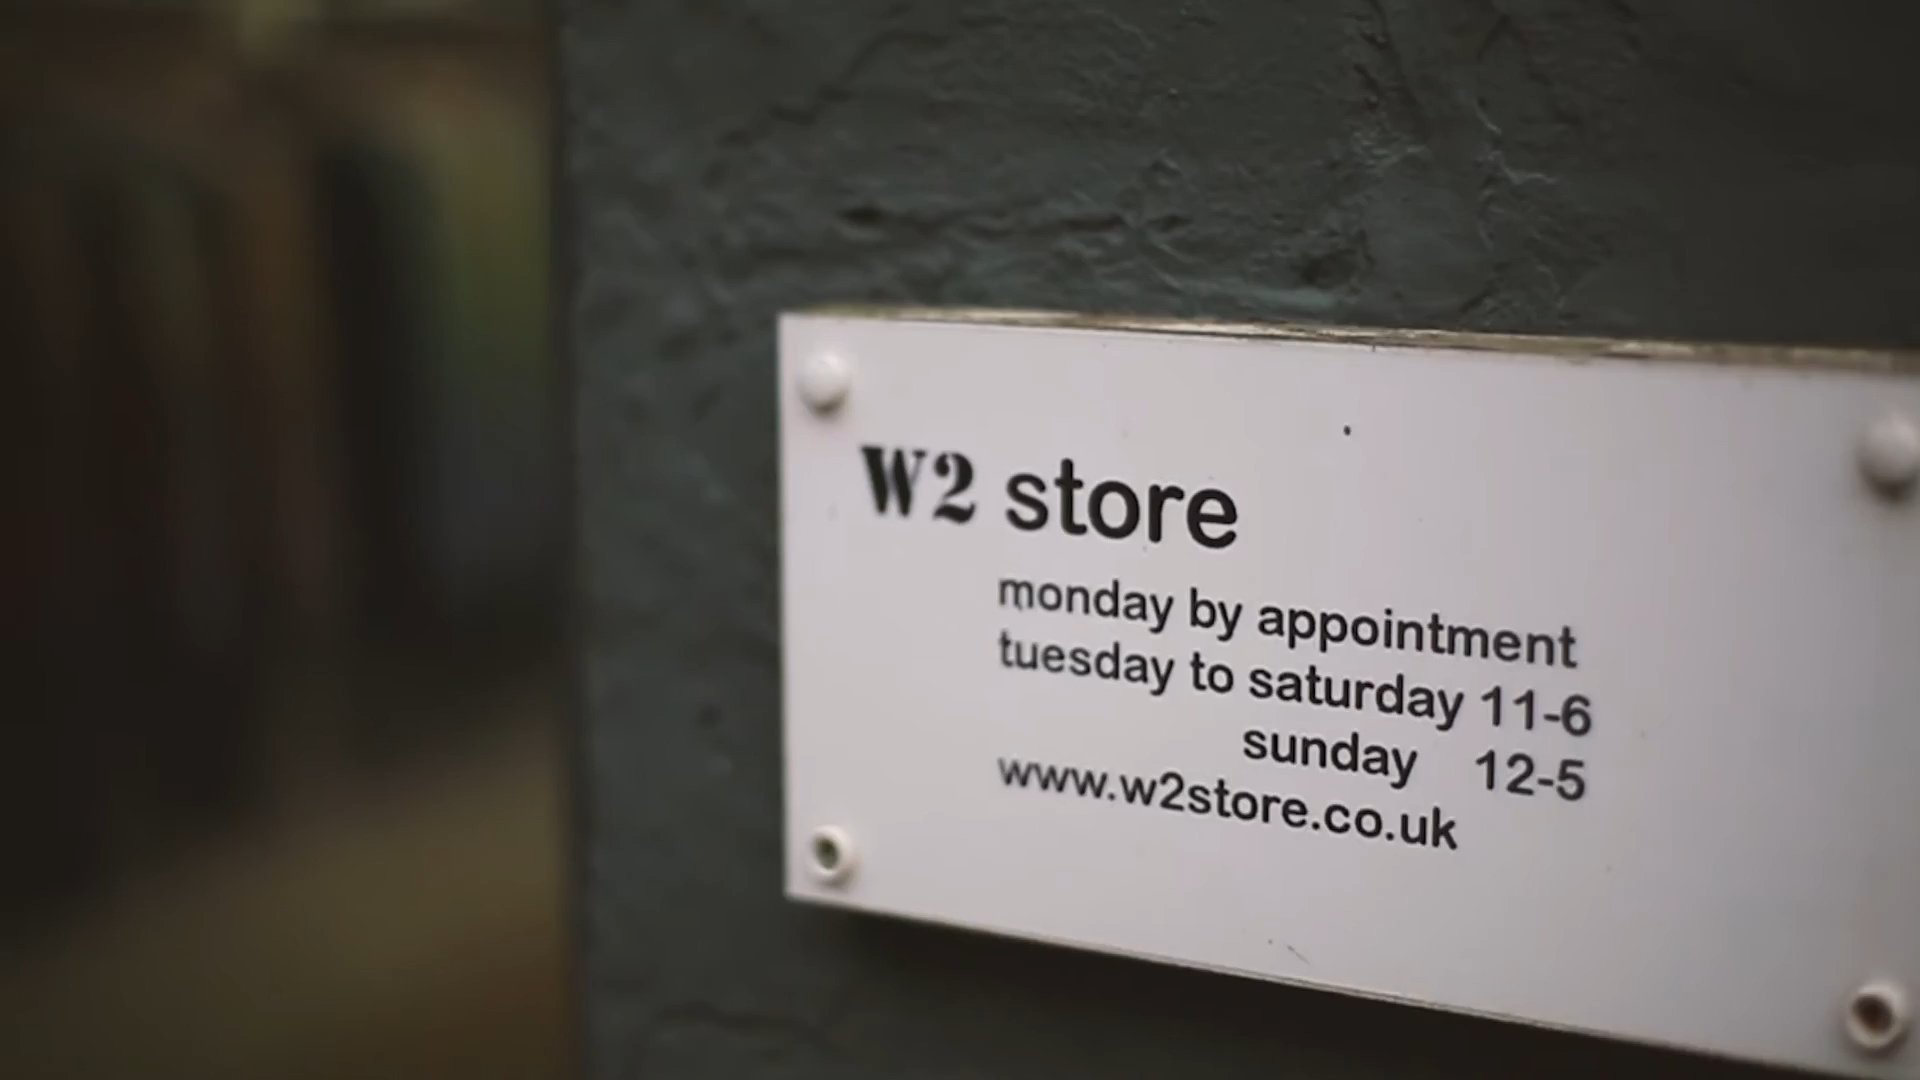 W2 store
monday by appointment
tuesday to saturday 11-6
sunday 12-5
www.w2store.co.uk